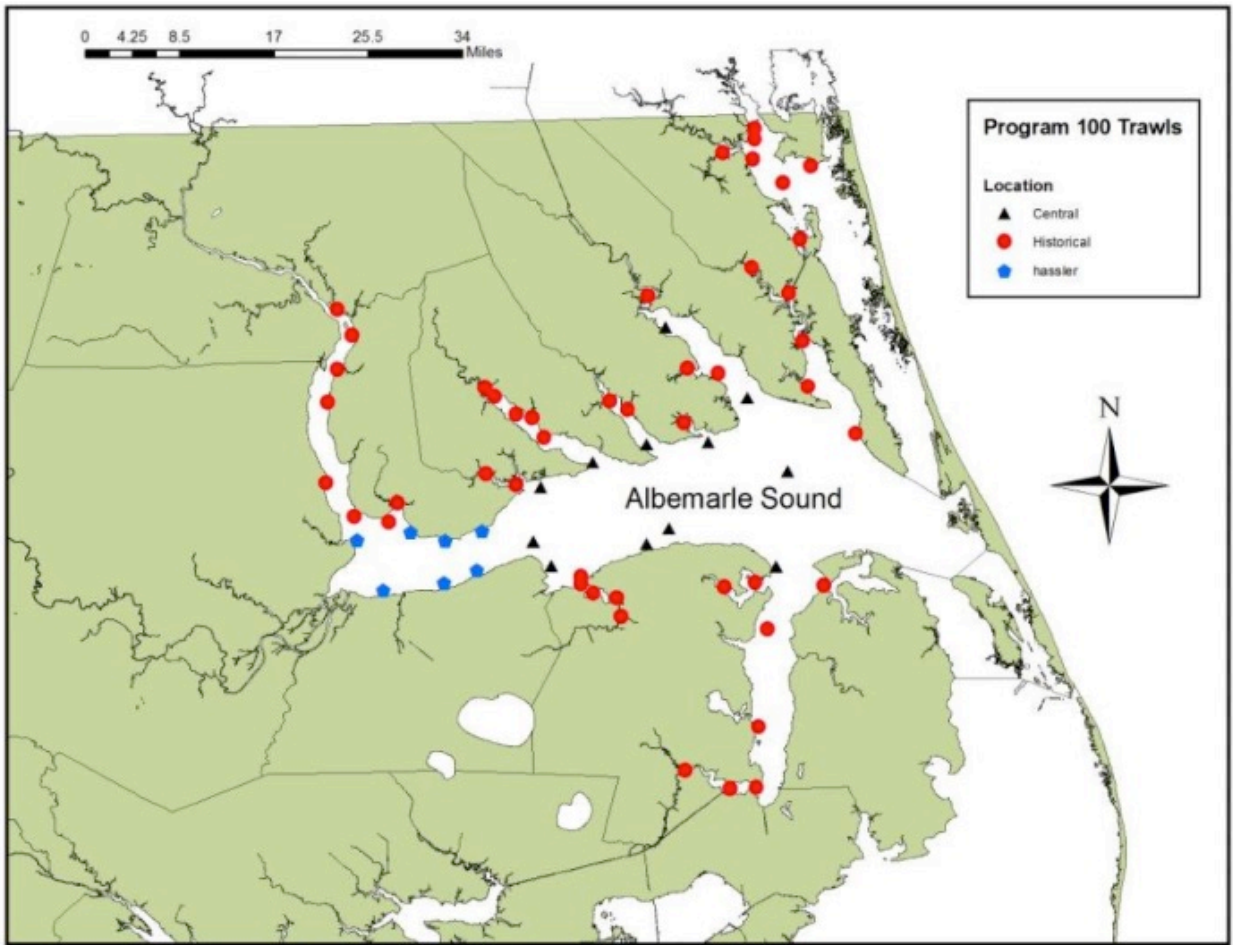 0 4.25 8.5 17 25.5 34
Miles
Program 100 Trawls
Location
Central
Historical
hassler
N
Albemarle Sound